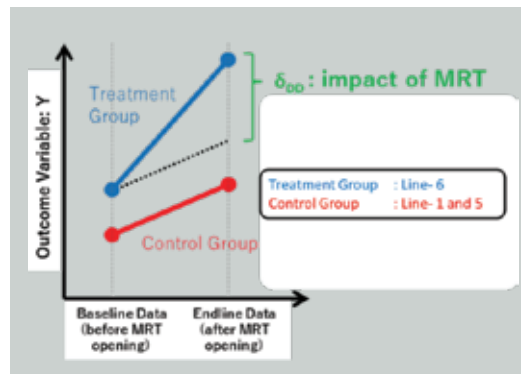 Outcome Variable: Y
Treatment
Group
δDD : impact of MRT
Treatment Group : Line- 6
Control Group : Line- 1 and 5
Control Group
Baseline Data
(before MRT
opening)
Endline Data
(after MRT
opening)